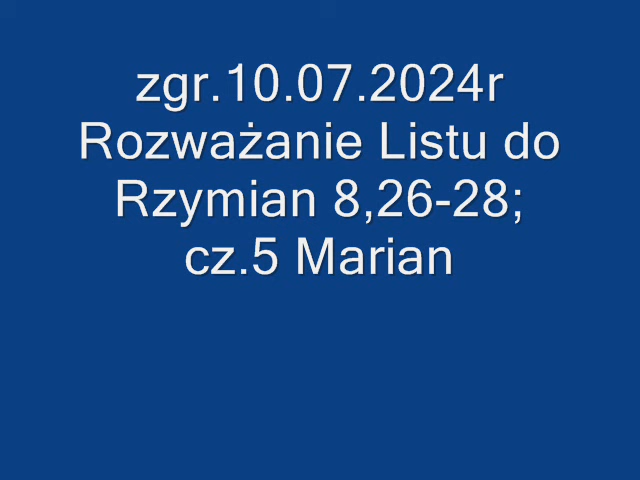 zgr.10.07.2024r
Rozważanie Listu do
Rzymian 8,26-28;
cz.5 Marian